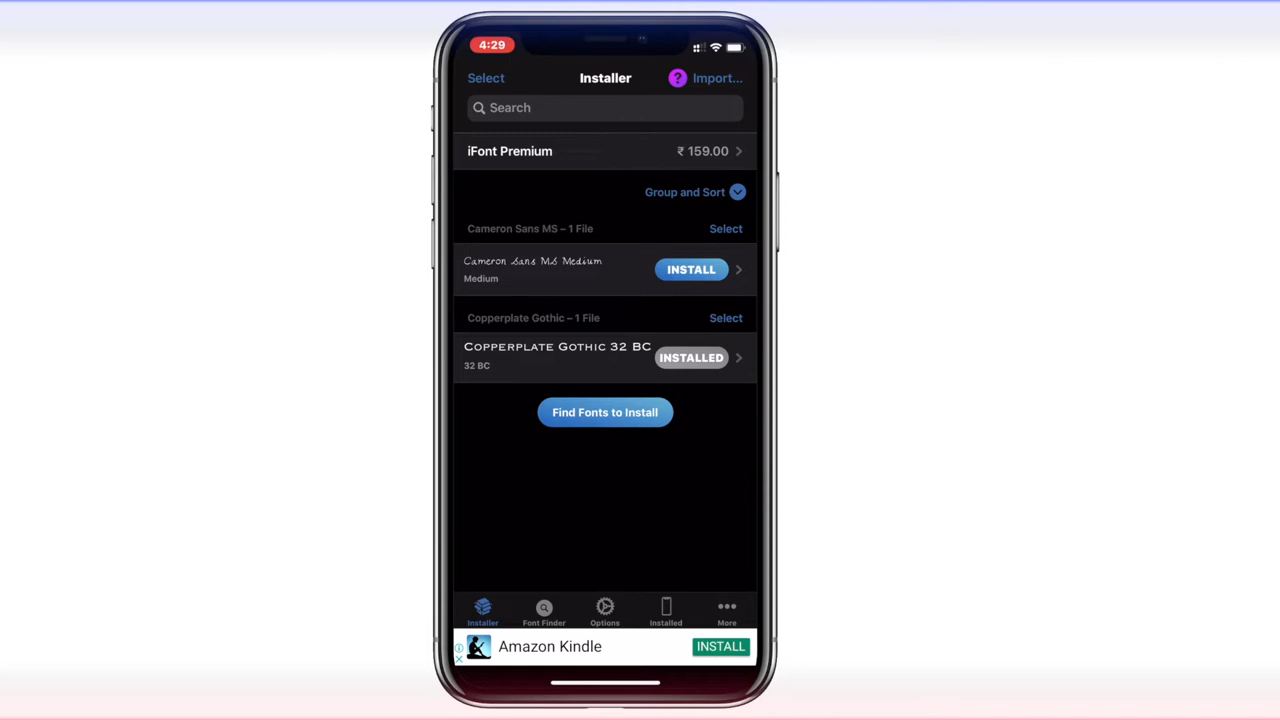 4:29
Select Installer ? Import...
Search
iFont Premium ₹ 159.00
Group and Sort
Cameron Sans MS – 1 File Select
Cameron Sans MS Medium INSTALL
Medium
Copperplate Gothic – 1 File Select
COPPERPLATE GOTHIC 32 BC INSTALLED
32 BC
Find Fonts to Install
Installer Font Finder Options Installed More
Amazon Kindle INSTALL